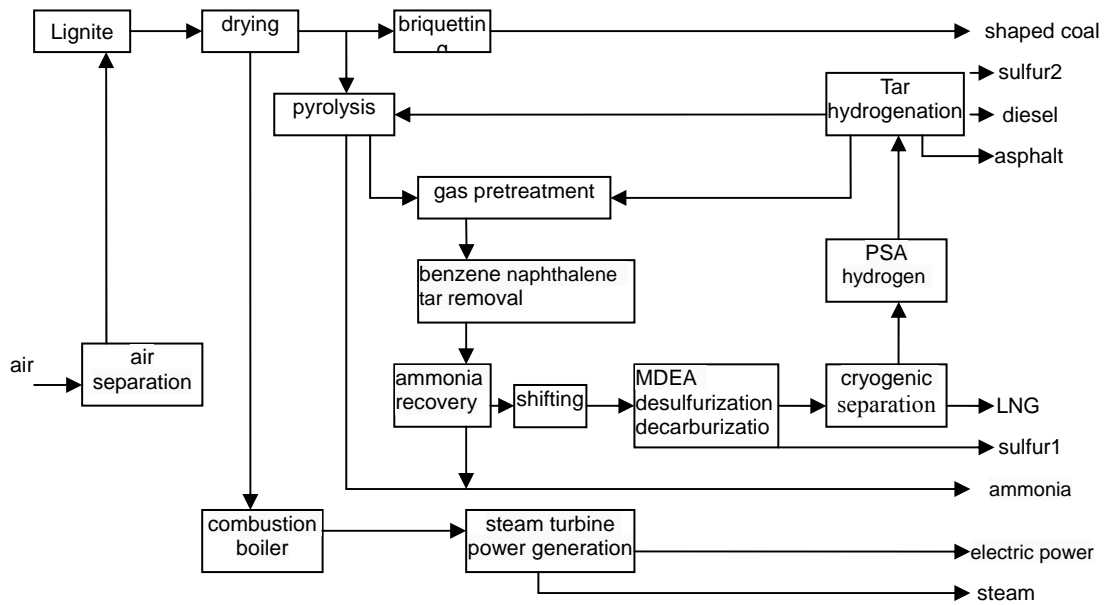 Lignite
drying
briquettin
g
shaped coal
sulfur2
Tar
hydrogenation
diesel
pyrolysis
asphalt
gas pretreatment
PSA
hydrogen
benzene naphthalene
tar removal
air
air
separation
ammonia
recovery
shifting
MDEA
desulfurization
decarburizatio
cryogenic
separation
LNG
sulfur1
ammonia
combustion
boiler
steam turbine
power generation
electric power
steam